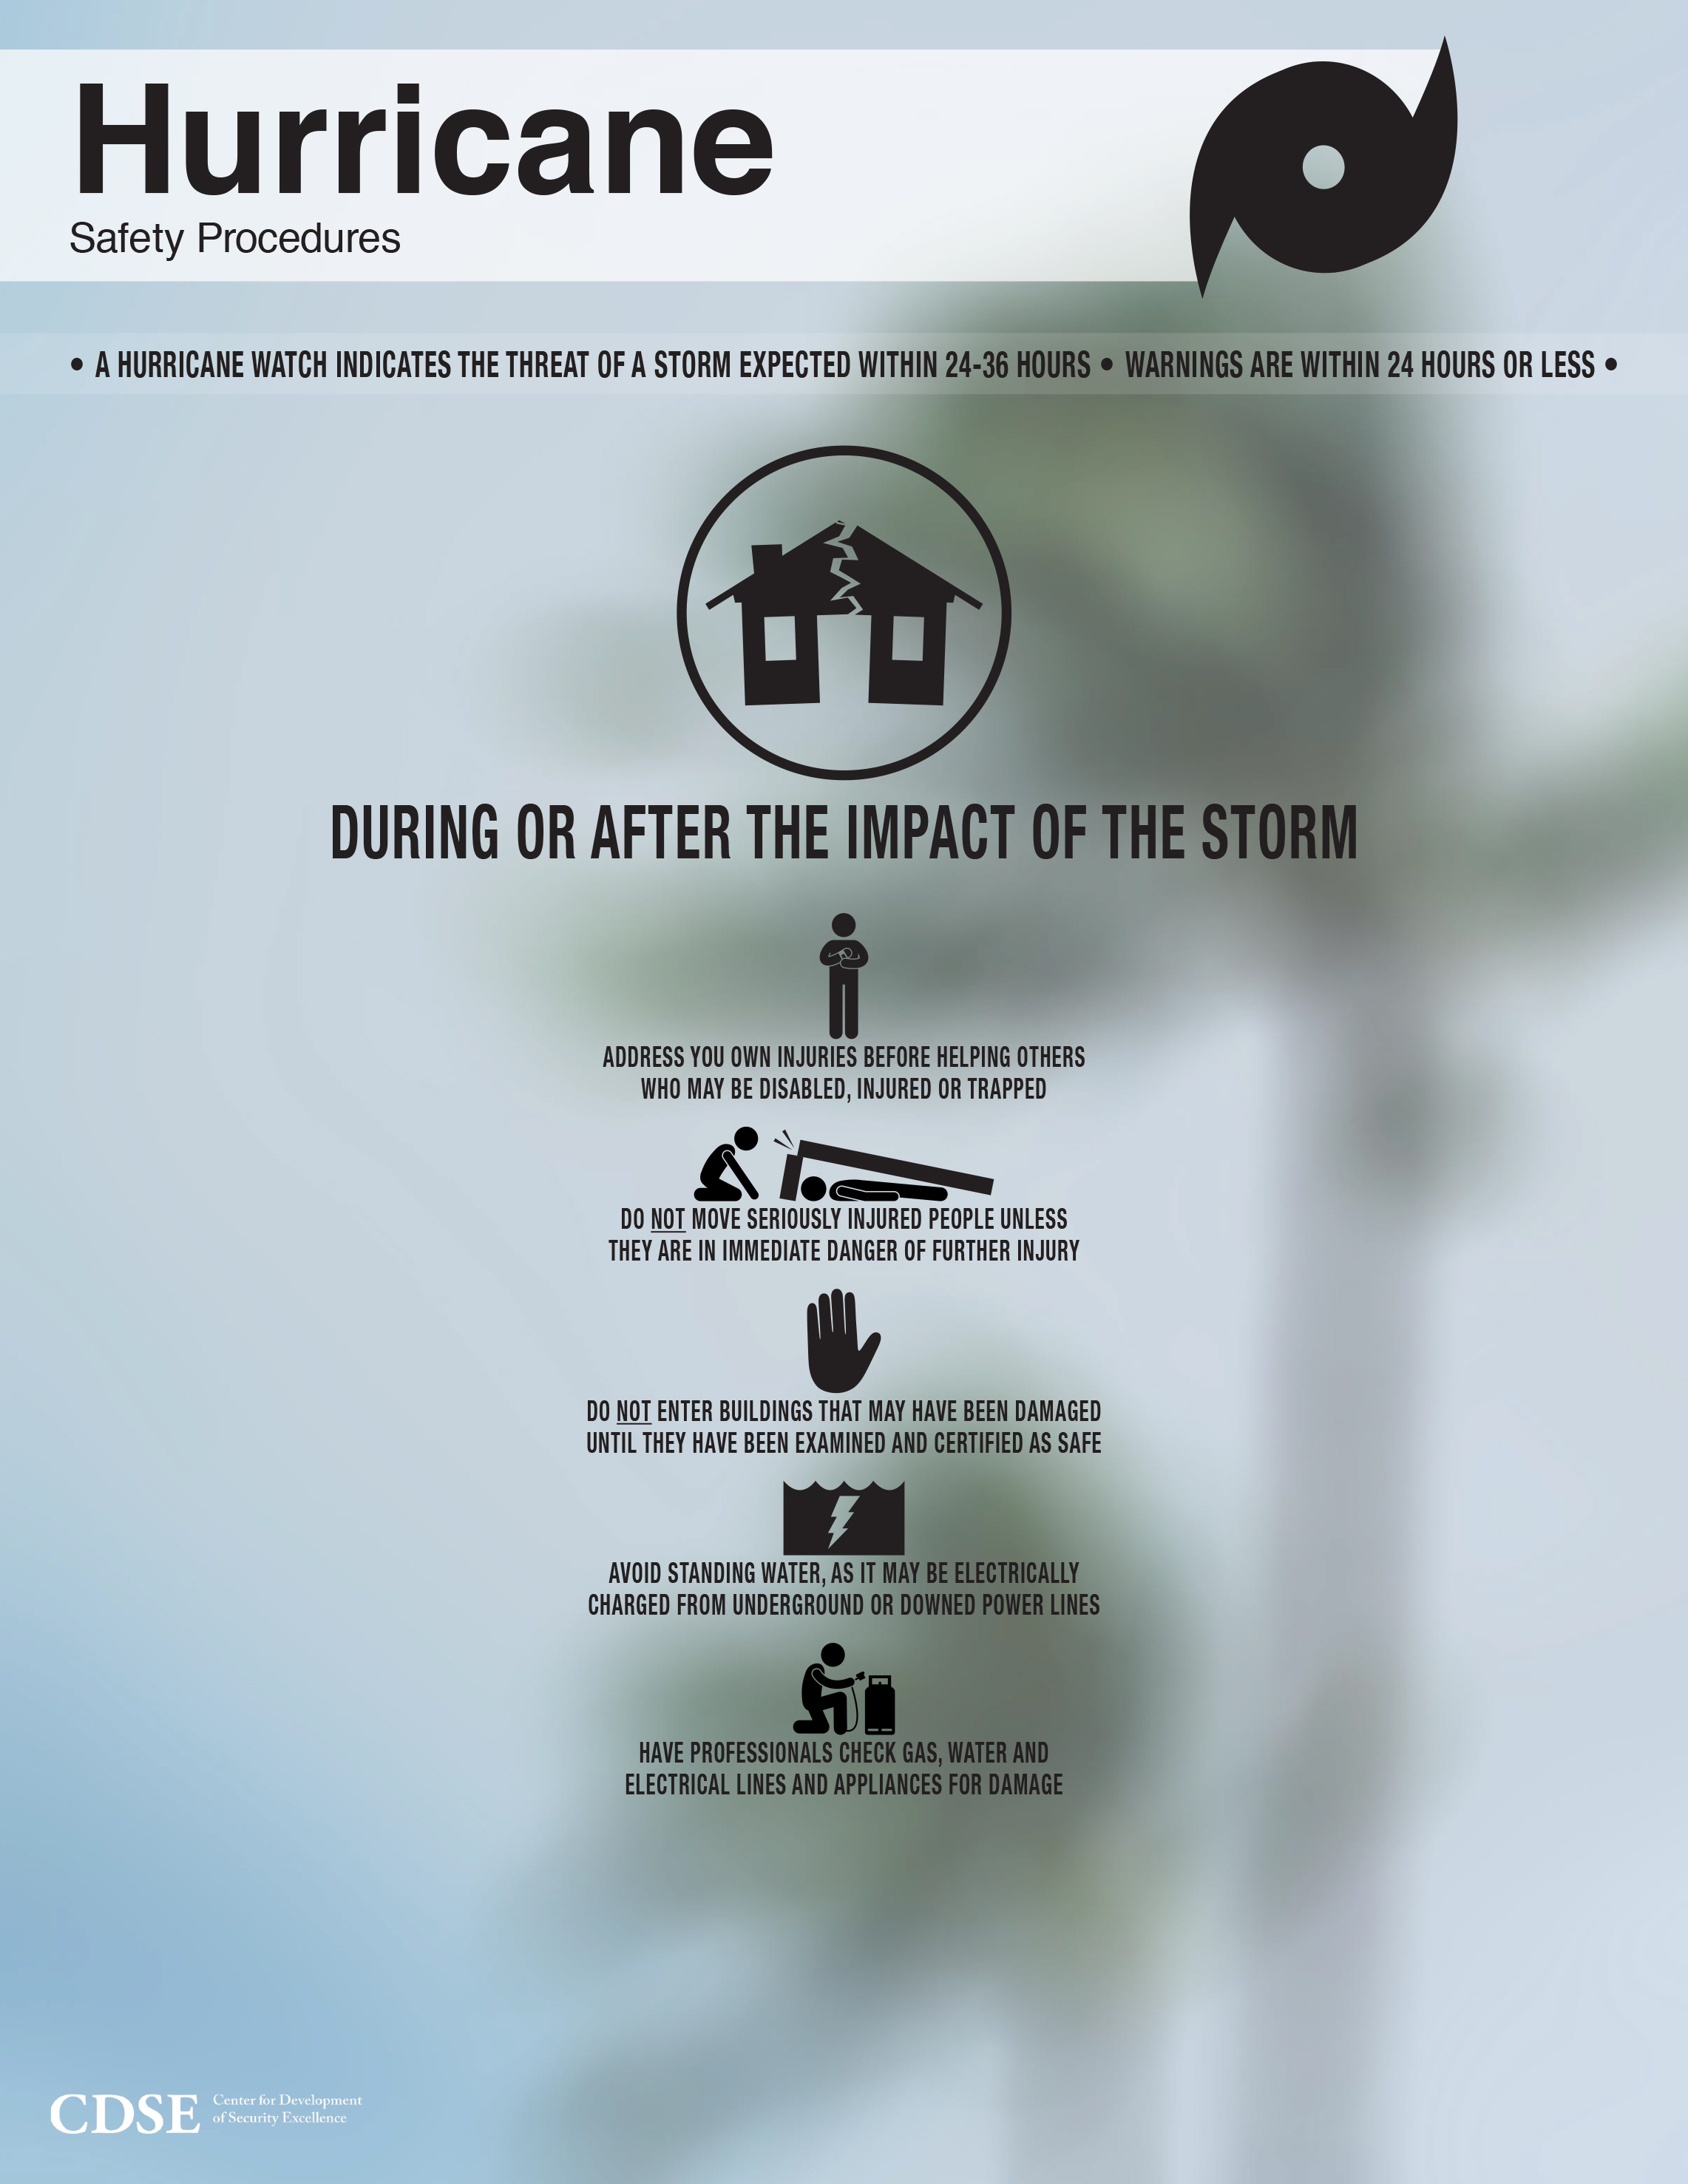 Hurricane
Safety Procedures
• A HURRICANE WATCH INDICATES THE THREAT OF A STORM EXPECTED WITHIN 24-36 HOURS • WARNINGS ARE WITHIN 24 HOURS OR LESS •
DURING OR AFTER THE IMPACT OF THE STORM
ADDRESS YOU OWN INJURIES BEFORE HELPING OTHERS
WHO MAY BE DISABLED, INJURED OR TRAPPED
DO NOT MOVE SERIOUSLY INJURED PEOPLE UNLESS
THEY ARE IN IMMEDIATE DANGER OF FURTHER INJURY
DO NOT ENTER BUILDINGS THAT MAY HAVE BEEN DAMAGED
UNTIL THEY HAVE BEEN EXAMINED AND CERTIFIED AS SAFE
AVOID STANDING WATER, AS IT MAY BE ELECTRICALLY
CHARGED FROM UNDERGROUND OR DOWNED POWER LINES
HAVE PROFESSIONALS CHECK GAS, WATER AND
ELECTRICAL LINES AND APPLIANCES FOR DAMAGE
CDSE
Center for Development
of Security Excellence